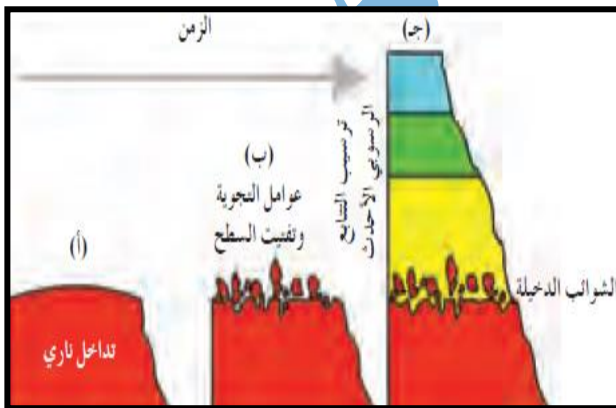 الزمن
(جـ)
ترسيب التتابع
الرسوبي الأحدث
(ب)
عوامل التجوية
وتفتيت السطح
(أ)
الشوائب الدخيلة
تداخل ناري